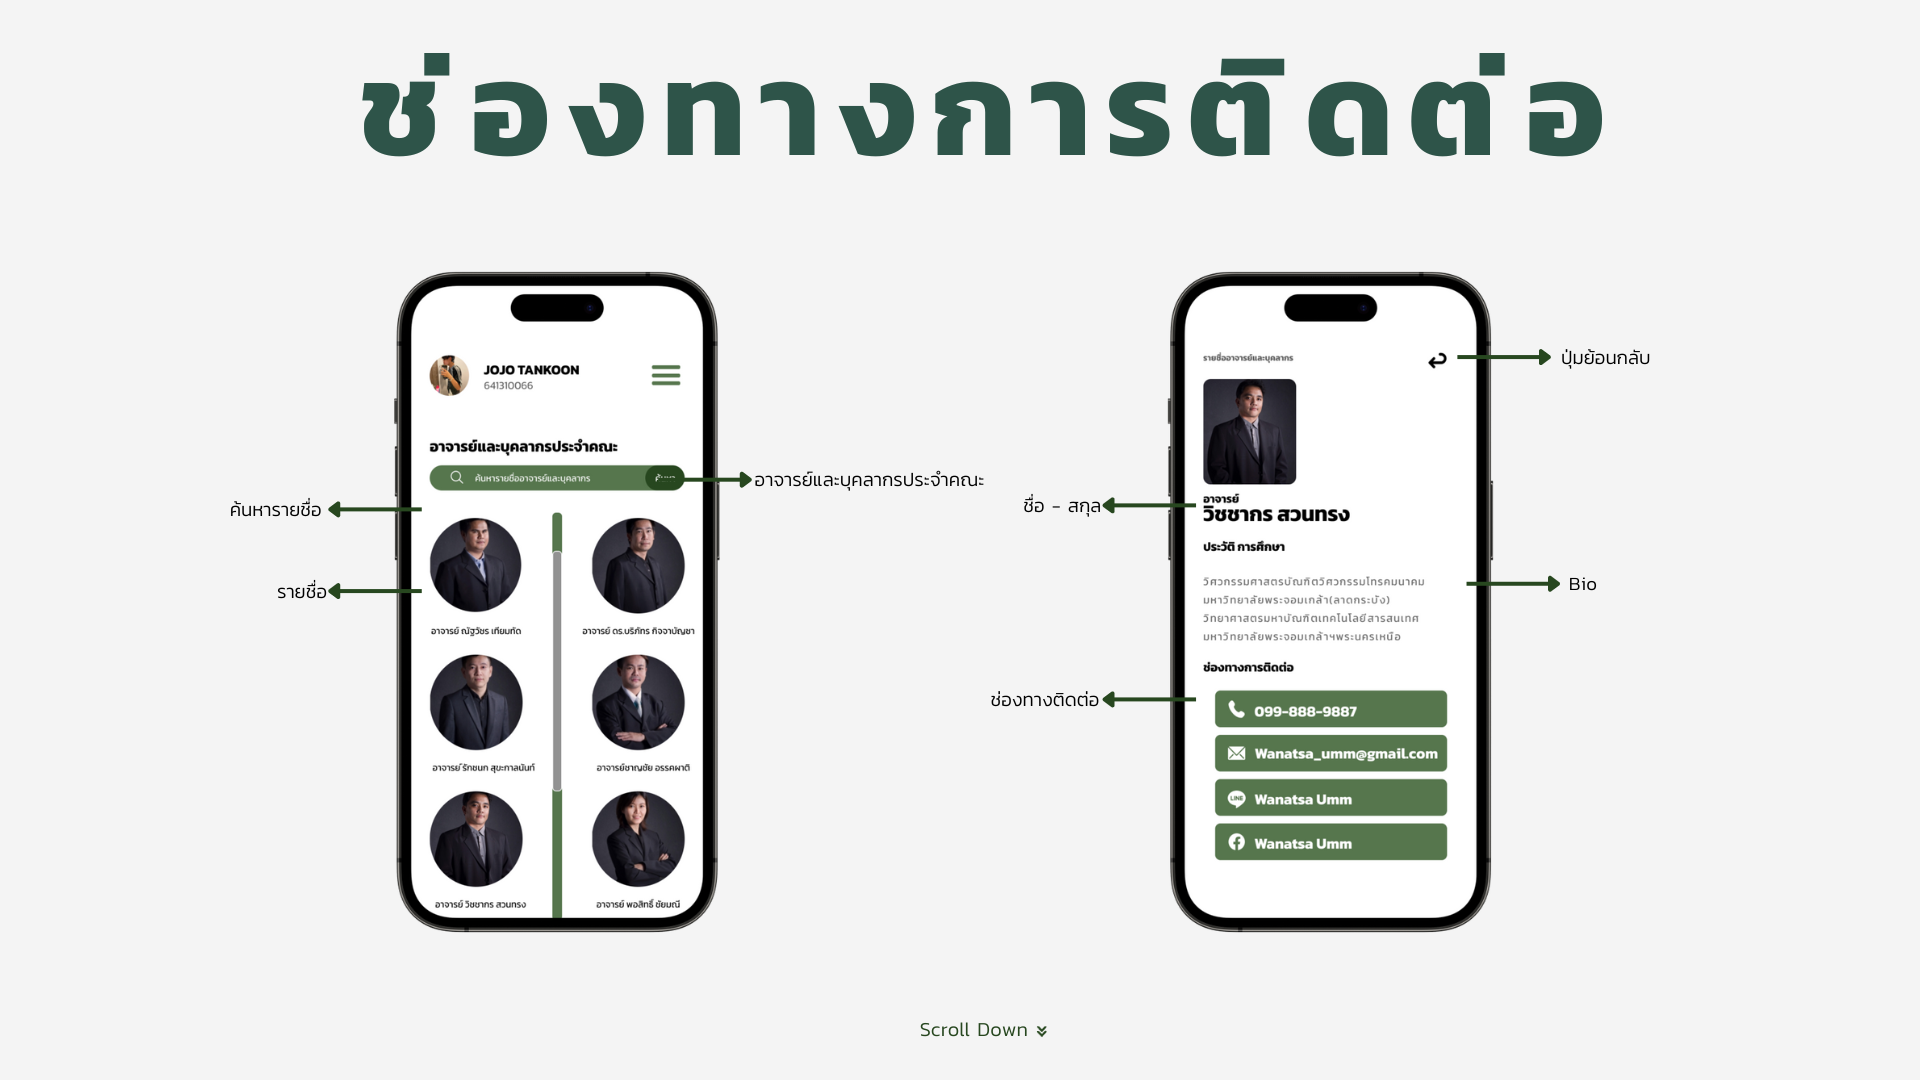 ช่องทางการติดต่อ
JOJO TANKOON
641310066
อาจารย์และบุคลากรประจำคณะ
ค้นหารายชื่ออาจารย์และบุคลากร
อาจารย์และบุคลากรประจำคณะ
ค้นหารายชื่อ
รายชื่อ
อาจารย์ ณัฐวัชร เทียมทัด
อาจารย์ ดร.บริภัทร กิจจาบัญชา
อาจารย์ รักชนก สุขะกาลนันท์
อาจารย์ชาญชัย อรรคผาติ
อาจารย์ วิชชากร สวนทรง
อาจารย์ พอสิทธิ์ ชัยมณี
รายชื่ออาจารย์และบุคลากร
ปุ่มย้อนกลับ
ชื่อ - สกุล
อาจารย์
วิชชากร สวนทรง
ประวัติ การศึกษา
วิศวกรรมศาสตรบัณฑิตวิศวกรรมโทรคมนาคม
มหาวิทยาลัยพระจอมเกล้า(ลาดกระบัง)
วิทยาศาสตรมหาบัณฑิตเทคโนโลยีสารสนเทศ
มหาวิทยาลัยพระจอมเกล้าฯพระนครเหนือ
Bio
ช่องทางการติดต่อ
ช่องทางติดต่อ
099-888-9887
Wanatsa_umm@gmail.com
LINE
Wanatsa Umm
Wanatsa Umm
Scroll Down